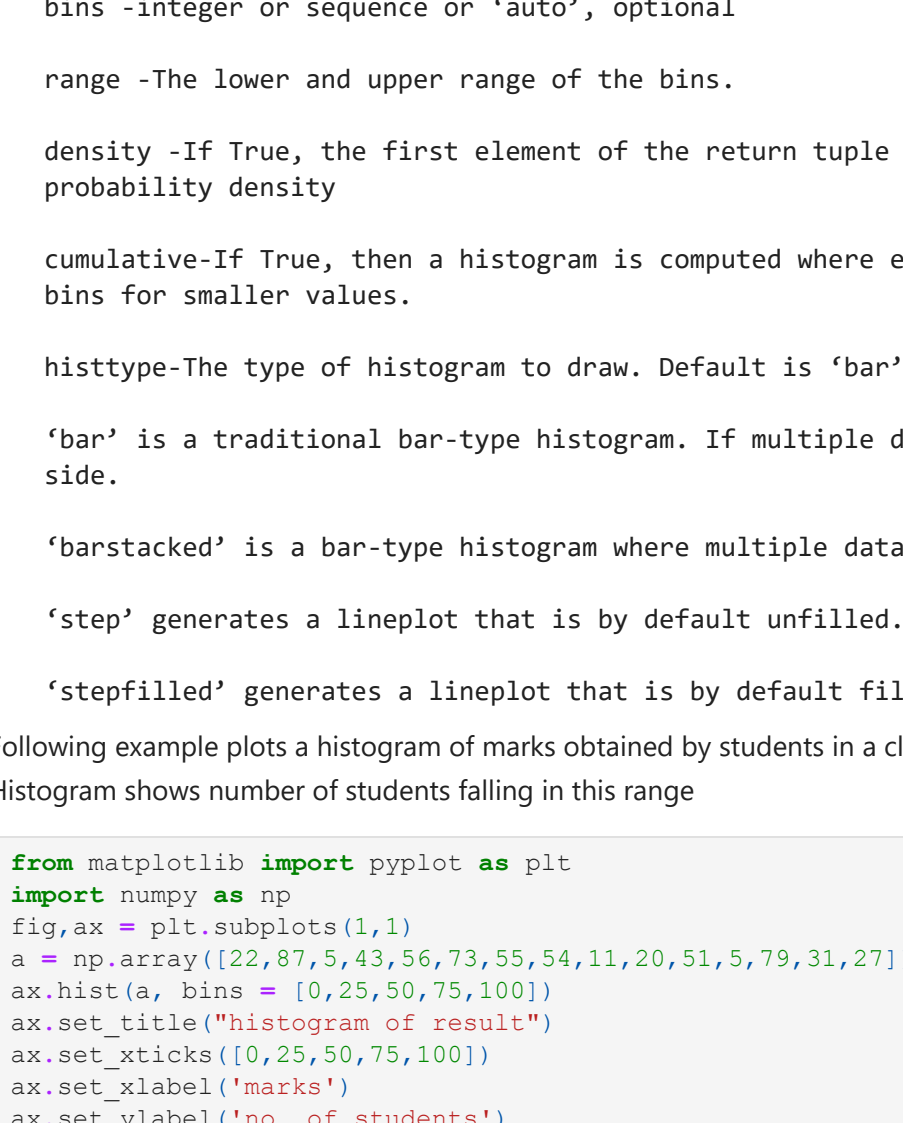 bins -integer or sequence or ‘auto’, optional
range -The lower and upper range of the bins.
density -If True, the first element of the return tuple
probability density
cumulative-If True, then a histogram is computed where e
bins for smaller values.
histtype-The type of histogram to draw. Default is ‘bar’
‘bar’ is a traditional bar-type histogram. If multiple d
side.
‘barstacked’ is a bar-type histogram where multiple data
‘step’ generates a lineplot that is by default unfilled.
‘stepfilled’ generates a lineplot that is by default fil
Following example plots a histogram of marks obtained by students in a cl
Histogram shows number of students falling in this range
from matplotlib import pyplot as plt
import numpy as np
fig,ax = plt.subplots(1,1)
a = np.array([22,87,5,43,56,73,55,54,11,20,51,5,79,31,27]
ax.hist(a, bins = [0,25,50,75,100])
ax.set_title("histogram of result")
ax.set_xticks([0,25,50,75,100])
ax.set_xlabel('marks')
ax.set_ylabel('no. of students')